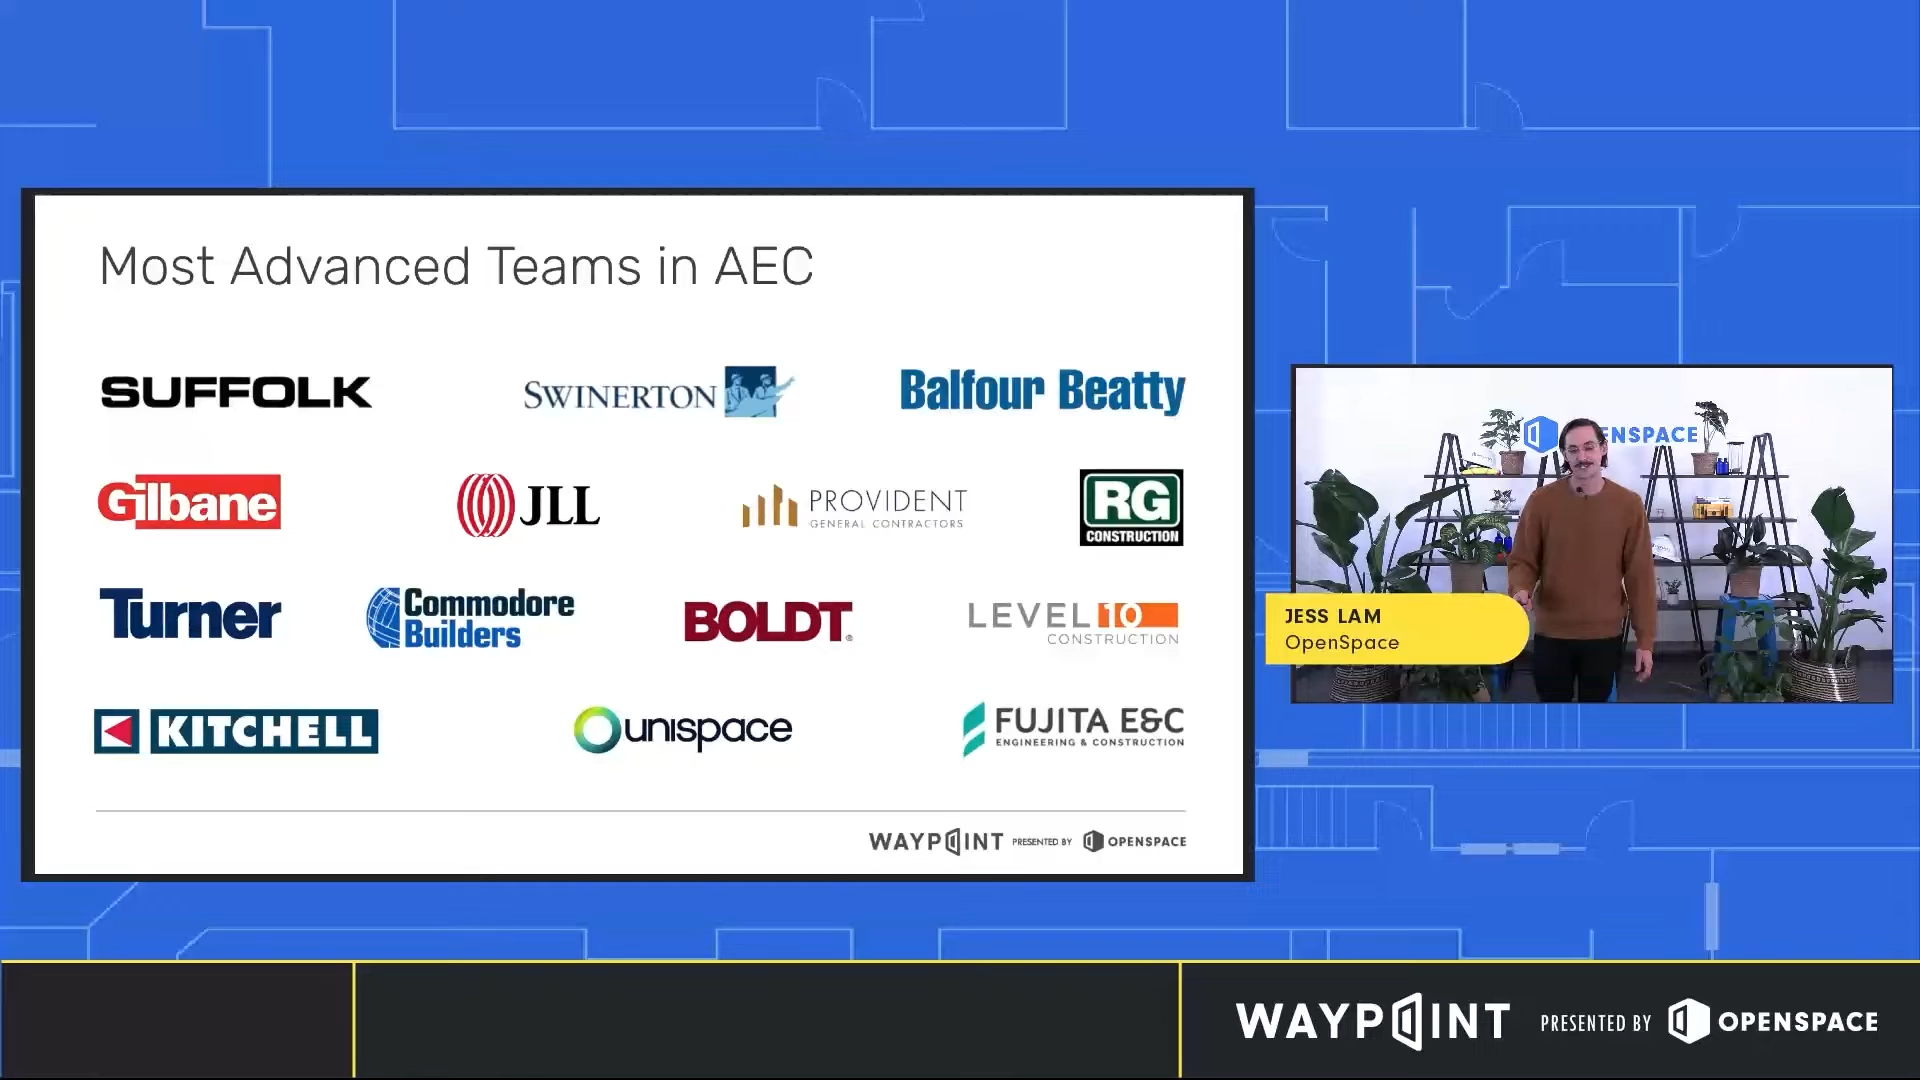 Most Advanced Teams in AEC
SUFFOLK
SWINERTON
Balfour Beatty
Gilbane
JLL
PROVIDENT
GENERAL CONTRACTORS
RG
CONSTRUCTION
Turner
Commodore
Builders
BOLDT
LEVEL 10
CONSTRUCTION
KITCHELL
unispace
FUJITA E&C
ENGINEERING & CONSTRUCTION
WAYPOINT PRESENTED BY OPENSPACE
ENSPACE
JESS LAM
OpenSpace
WAYPOINT PRESENTED BY OPENSPACE